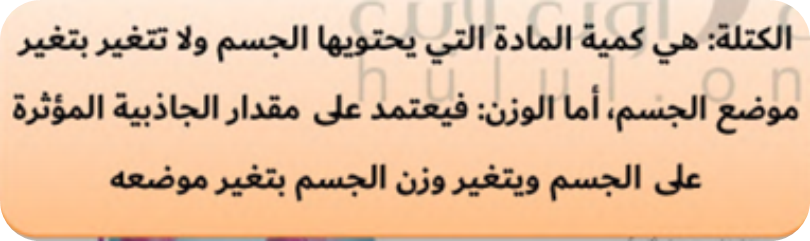 الكتلة: هي كمية المادة التي يحتويها الجسم ولا تتغير بتغير
موضع الجسم، أما الوزن: فيعتمد على مقدار الجاذبية المؤثرة
على الجسم ويتغير وزن الجسم بتغير موضعه